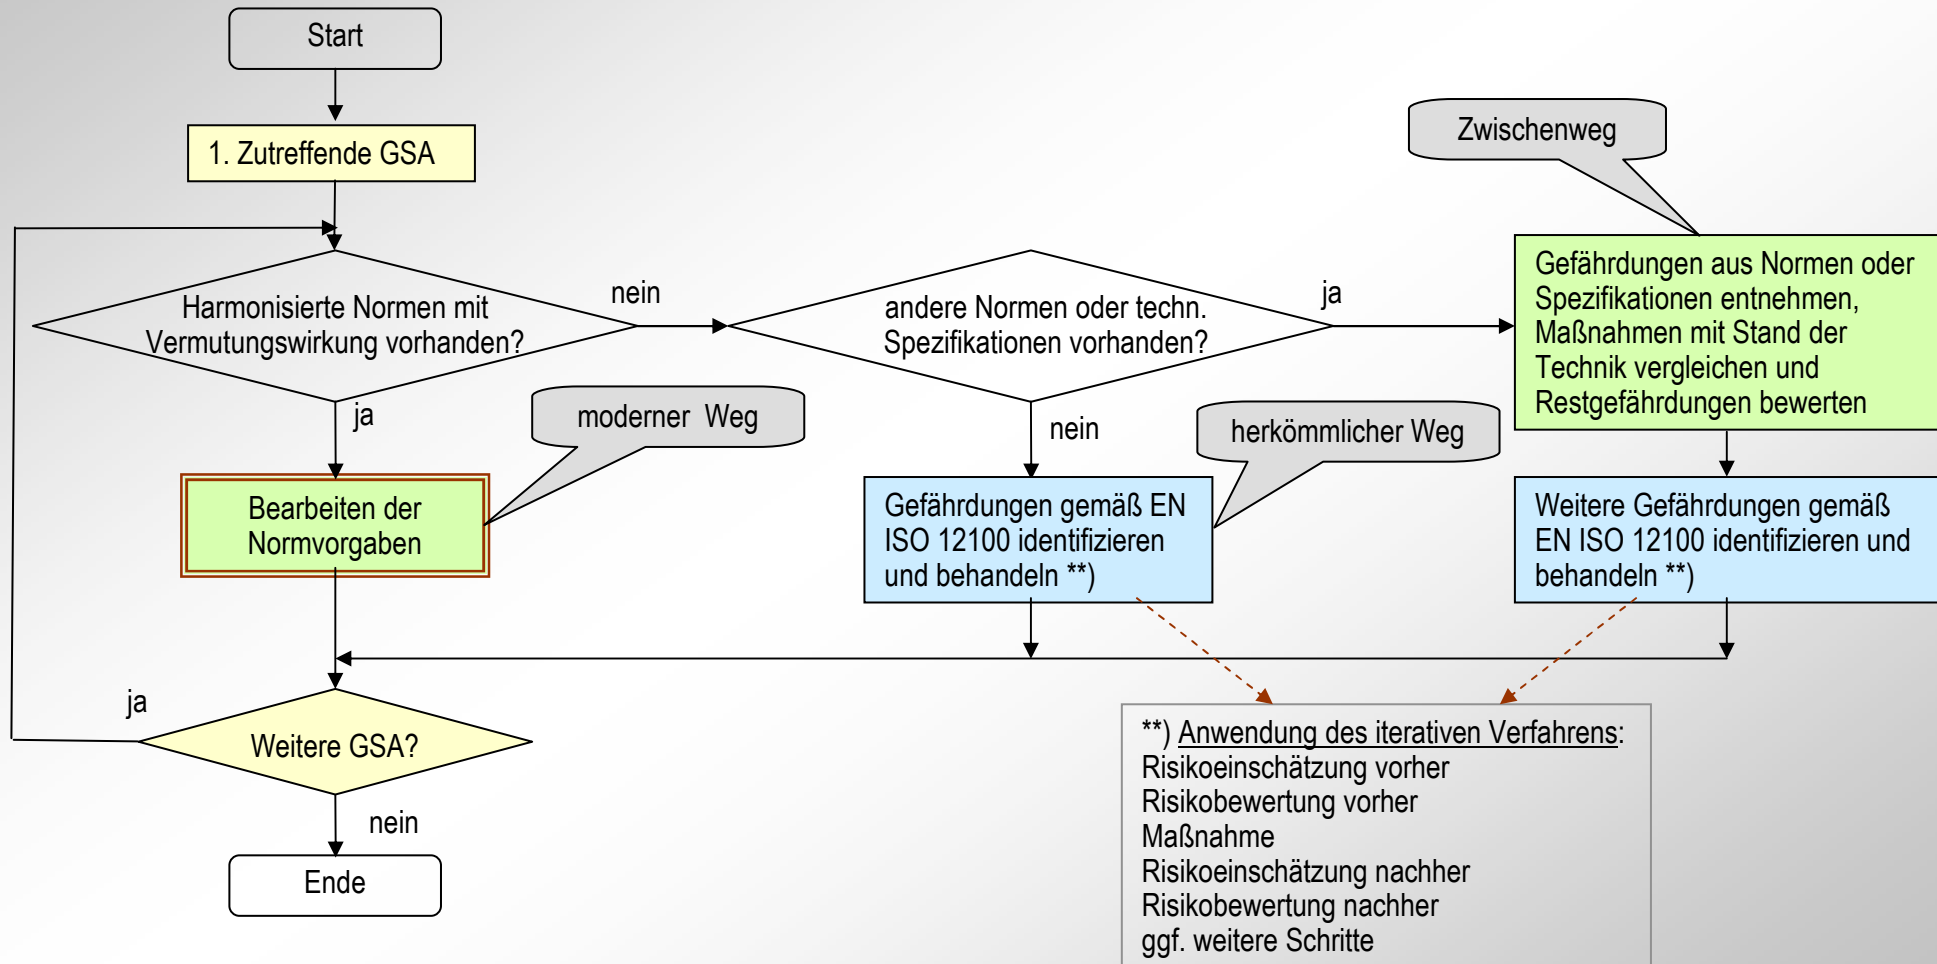 Start
1. Zutreffende GSA
Zwischenweg
Harmonisierte Normen mit
Vermutungswirkung vorhanden?
nein
andere Normen oder techn.
Spezifikationen vorhanden?
ja
Gefährdungen aus Normen oder
Spezifikationen entnehmen,
Maßnahmen mit Stand der
Technik vergleichen und
Restgefährdungen bewerten
ja
moderner Weg
nein
herkömmlicher Weg
Bearbeiten der
Normvorgaben
Gefährdungen gemäß EN
ISO 12100 identifizieren
und behandeln **)
Weitere Gefährdungen gemäß
EN ISO 12100 identifizieren und
behandeln **)
ja
Weitere GSA?
nein
Ende
**) Anwendung des iterativen Verfahrens:
Risikoeinschätzung vorher
Risikobewertung vorher
Maßnahme
Risikoeinschätzung nachher
Risikobewertung nachher
ggf. weitere Schritte